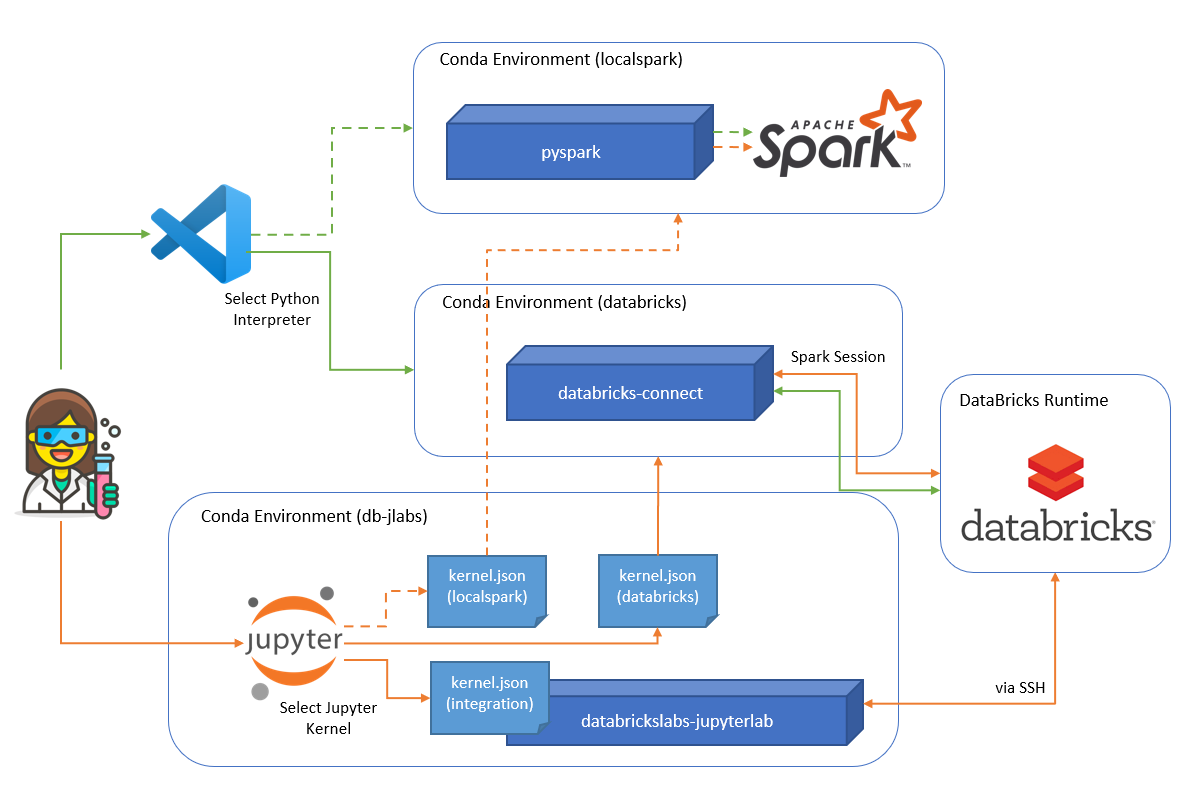 Conda Environment (localspark)
pyspark
APACHE
Spark
TM
Select Python
Interpreter
Conda Environment (databricks)
databricks-connect
Spark Session
DataBricks Runtime
databricks
Conda Environment (db-jlabs)
kernel.json
(localspark)
kernel.json
(databricks)
jupyter
kernel.json
(integration)
Select Jupyter
Kernel
databrickslabs-jupyterlab
via SSH